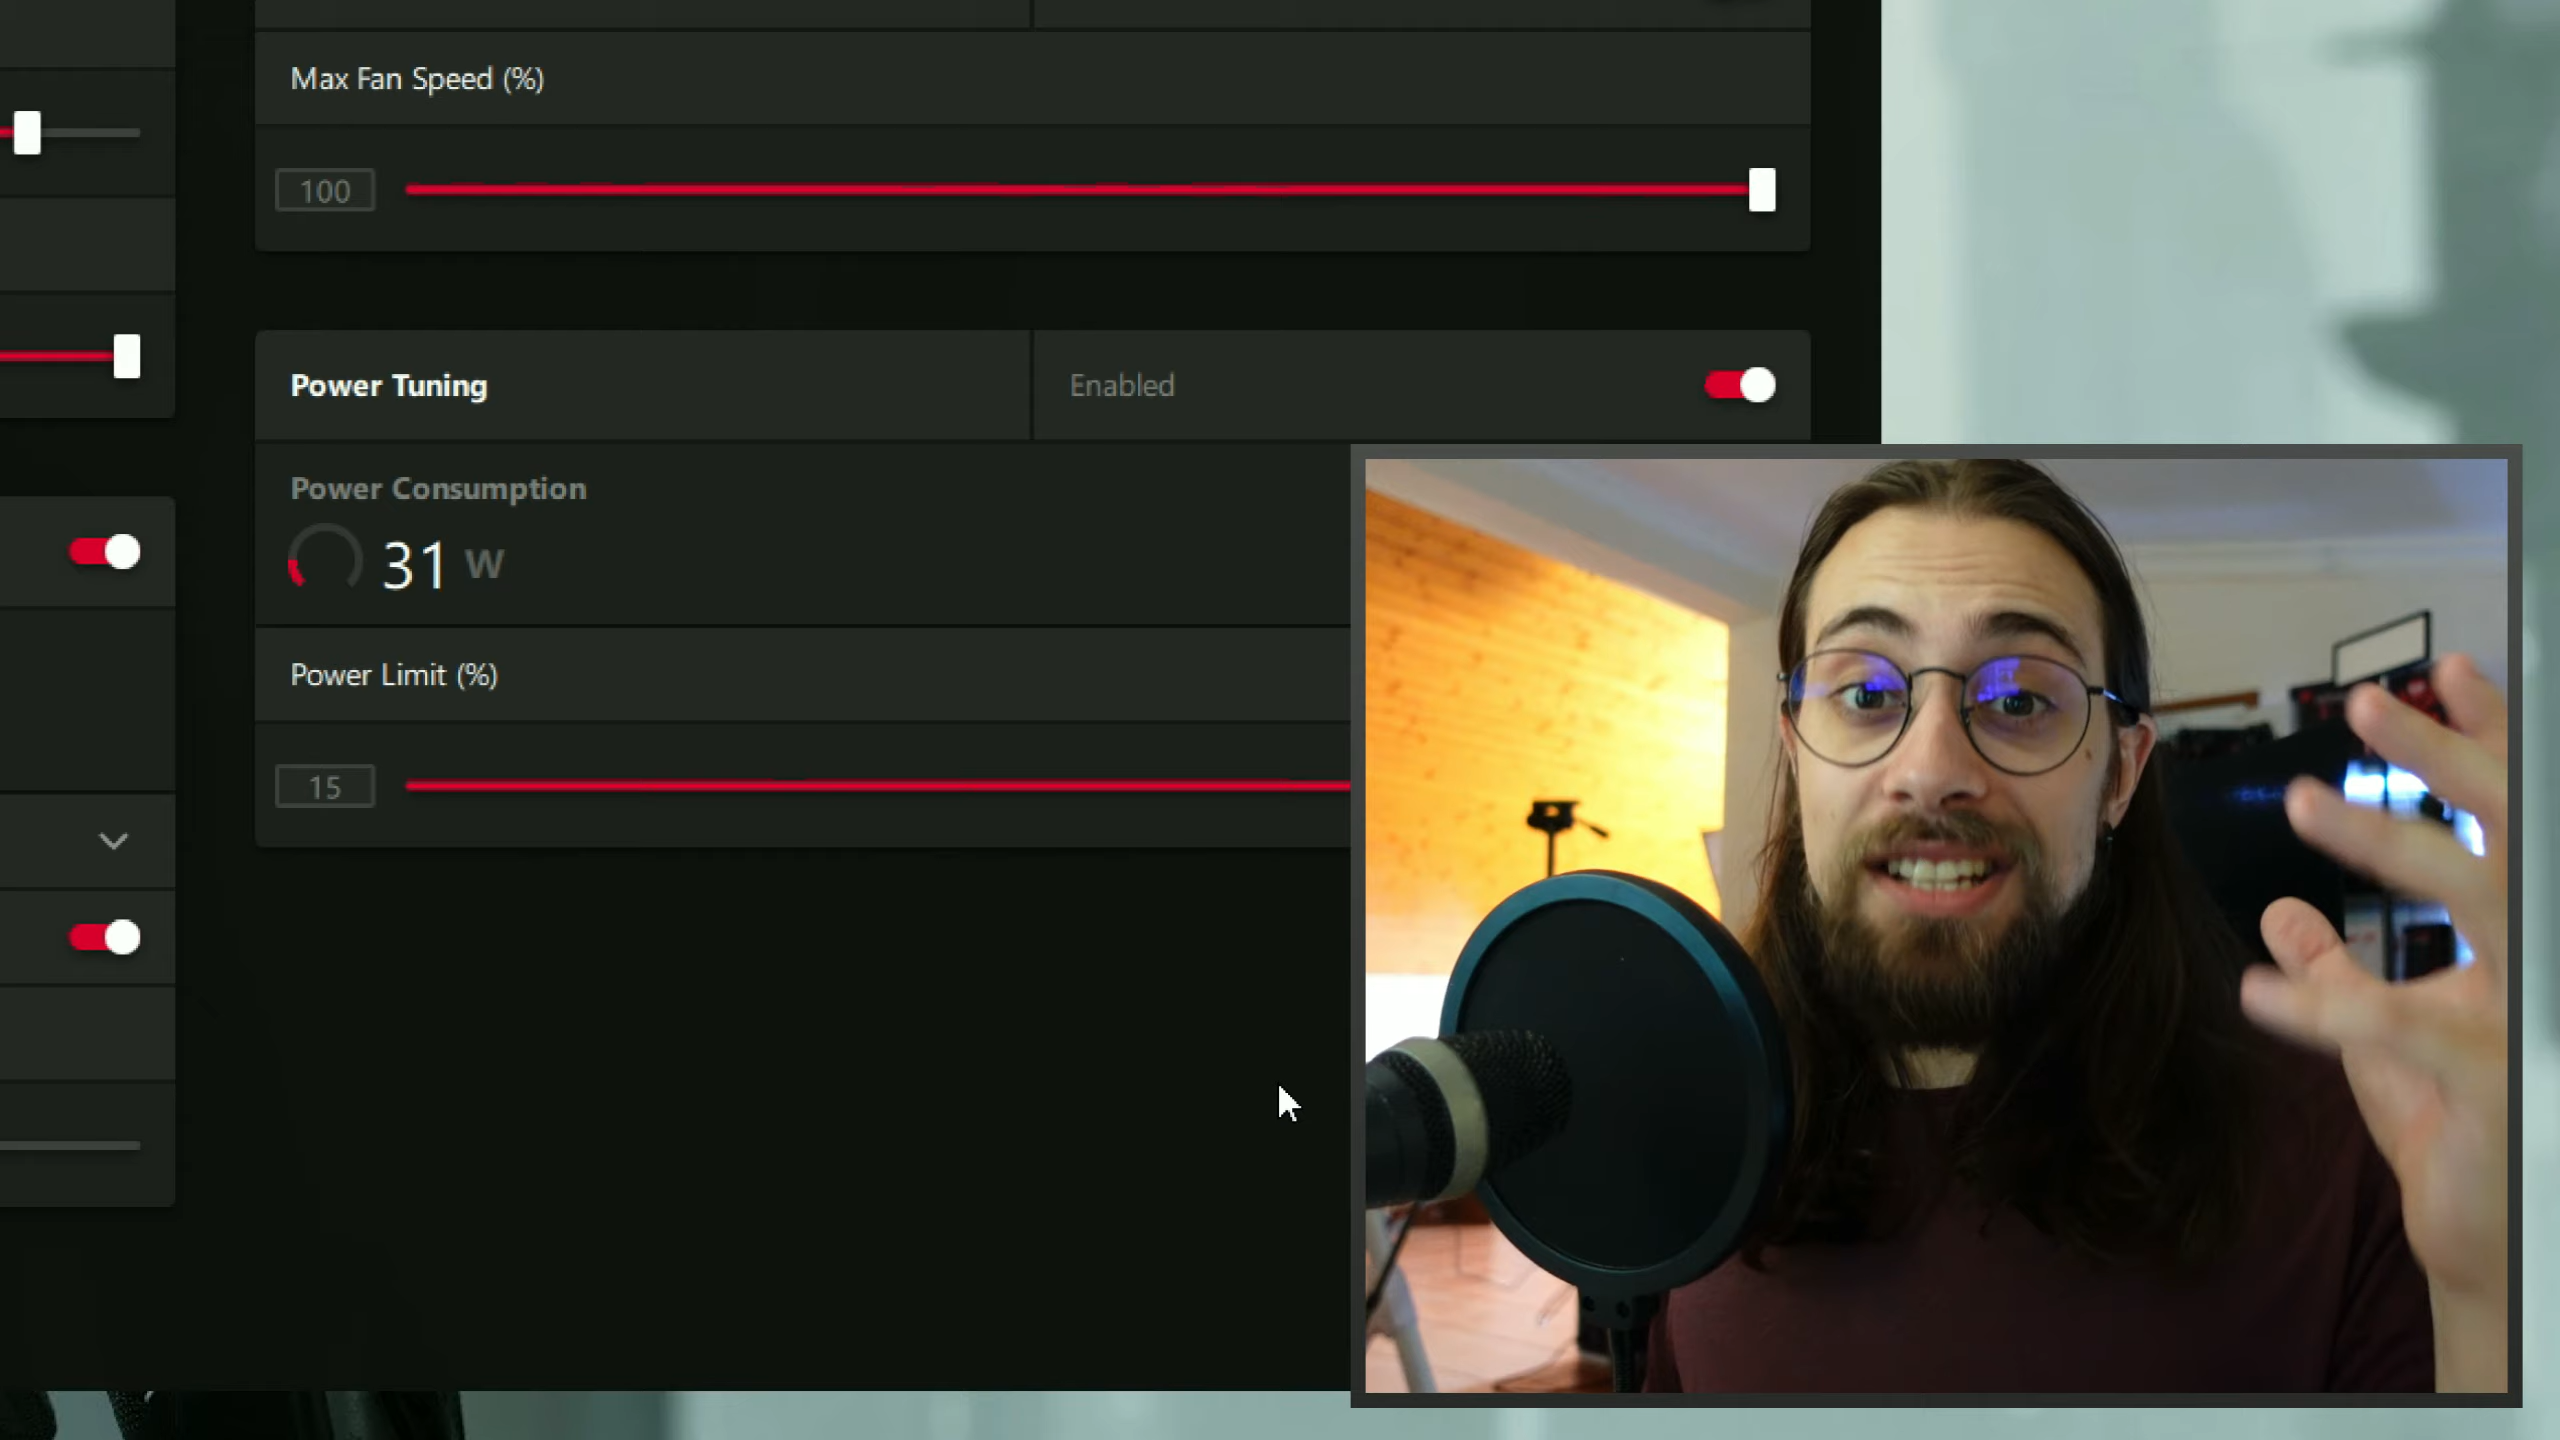 Max Fan Speed (%)
100
Power Tuning
Enabled
Power Consumption
31 W
Power Limit (%)
15